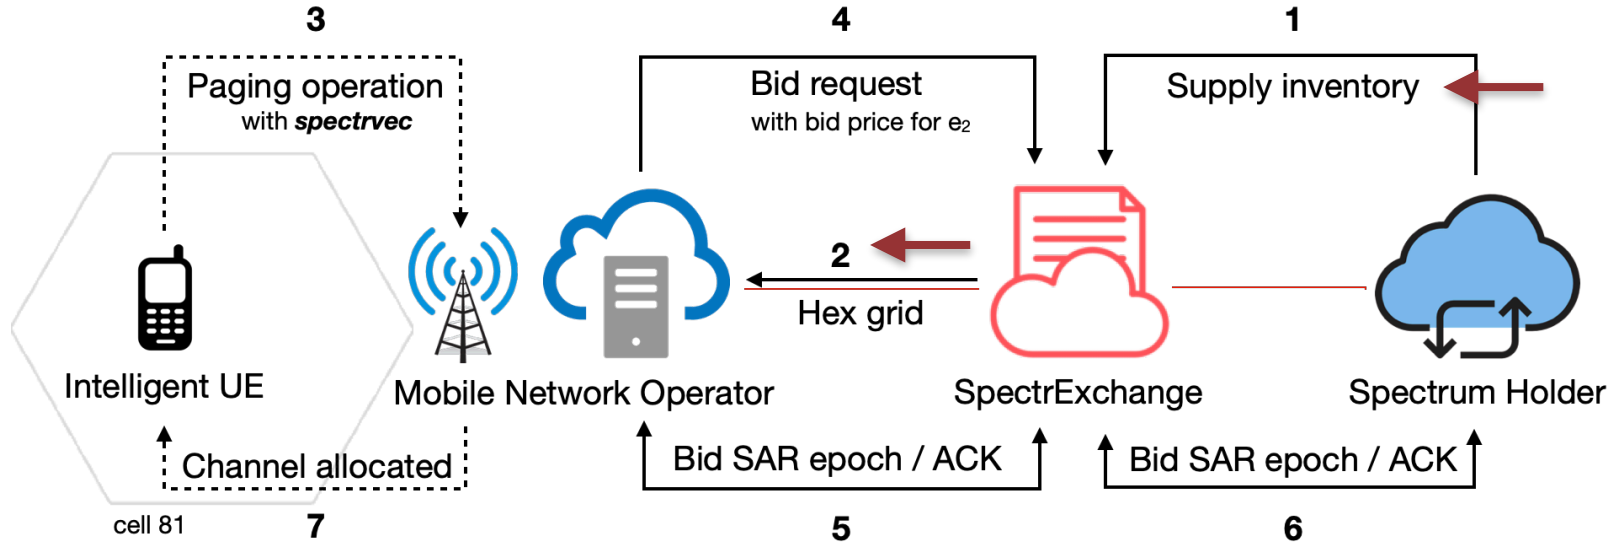 3
4
1
Paging operation
with spectrvec
Bid request
with bid price for e₂
Supply inventory
2
Hex grid
Intelligent UE
Mobile Network Operator
SpectrExchange
Spectrum Holder
Channel allocated
Bid SAR epoch / ACK
Bid SAR epoch / ACK
cell 81
7
5
6